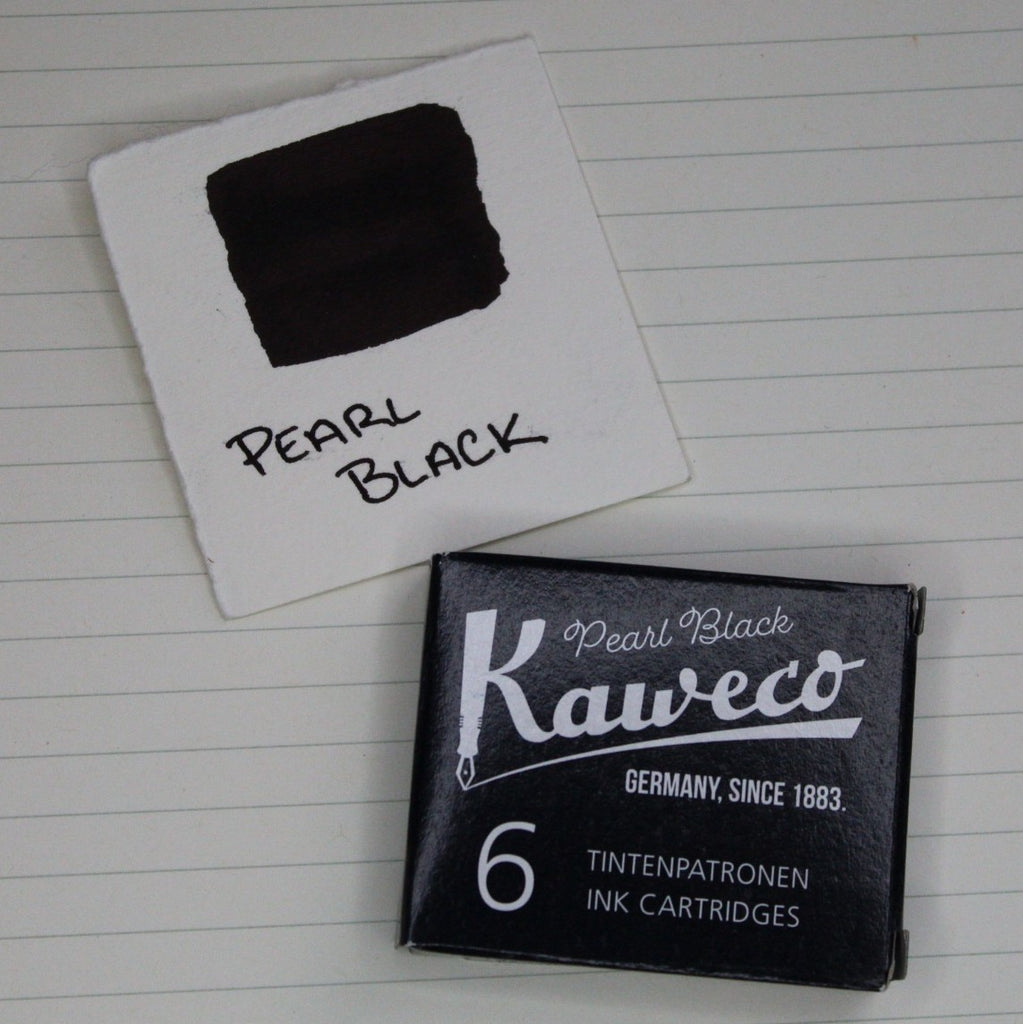 PEARL
BLACK
Pearl Black
Kaweco
GERMANY, SINCE 1883.
6
TINTENPATRONEN
INK CARTRIDGES